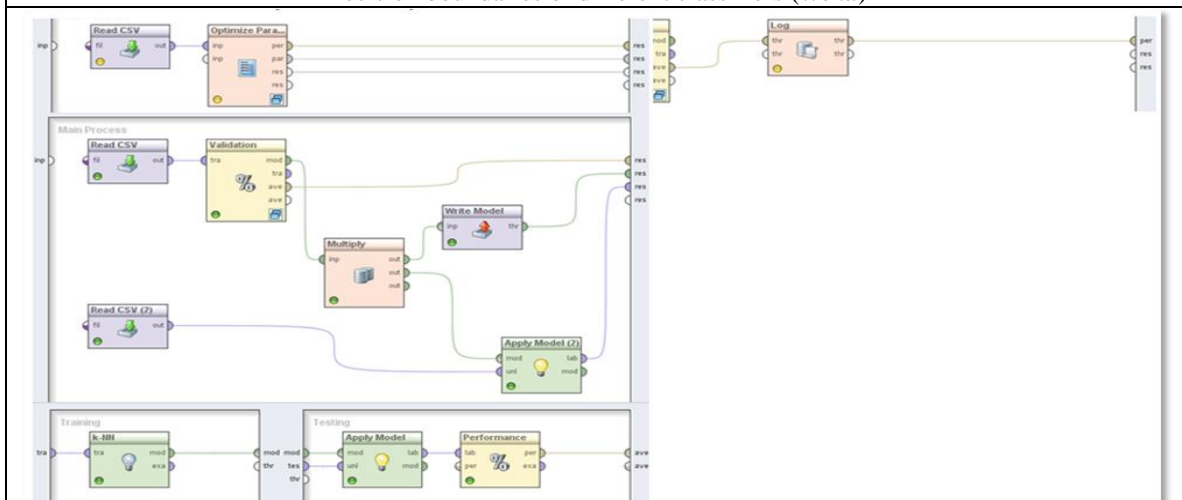 Read CSV
Optimize Para...
Log
inp
fil
out
inp
per
res
thr
thr
per
inp
par
res
tra
thr
thr
res
res
res
ave
res
res
res
ave
Main Process
Read CSV
Validation
inp
fil
out
tra
mod
res
tra
res
ave
res
ave
Write Model
res
inp
thr
Multiply
inp
out
out
out
Read CSV (2)
fil
out
Apply Model (2)
mod
lab
unl
mod
Training
Testing
k-NN
Apply Model
Performance
tra
tra
mod
mod
mod
mod
lab
lab
per
ave
exa
thr
tes
unl
mod
per
exa
ave
thr